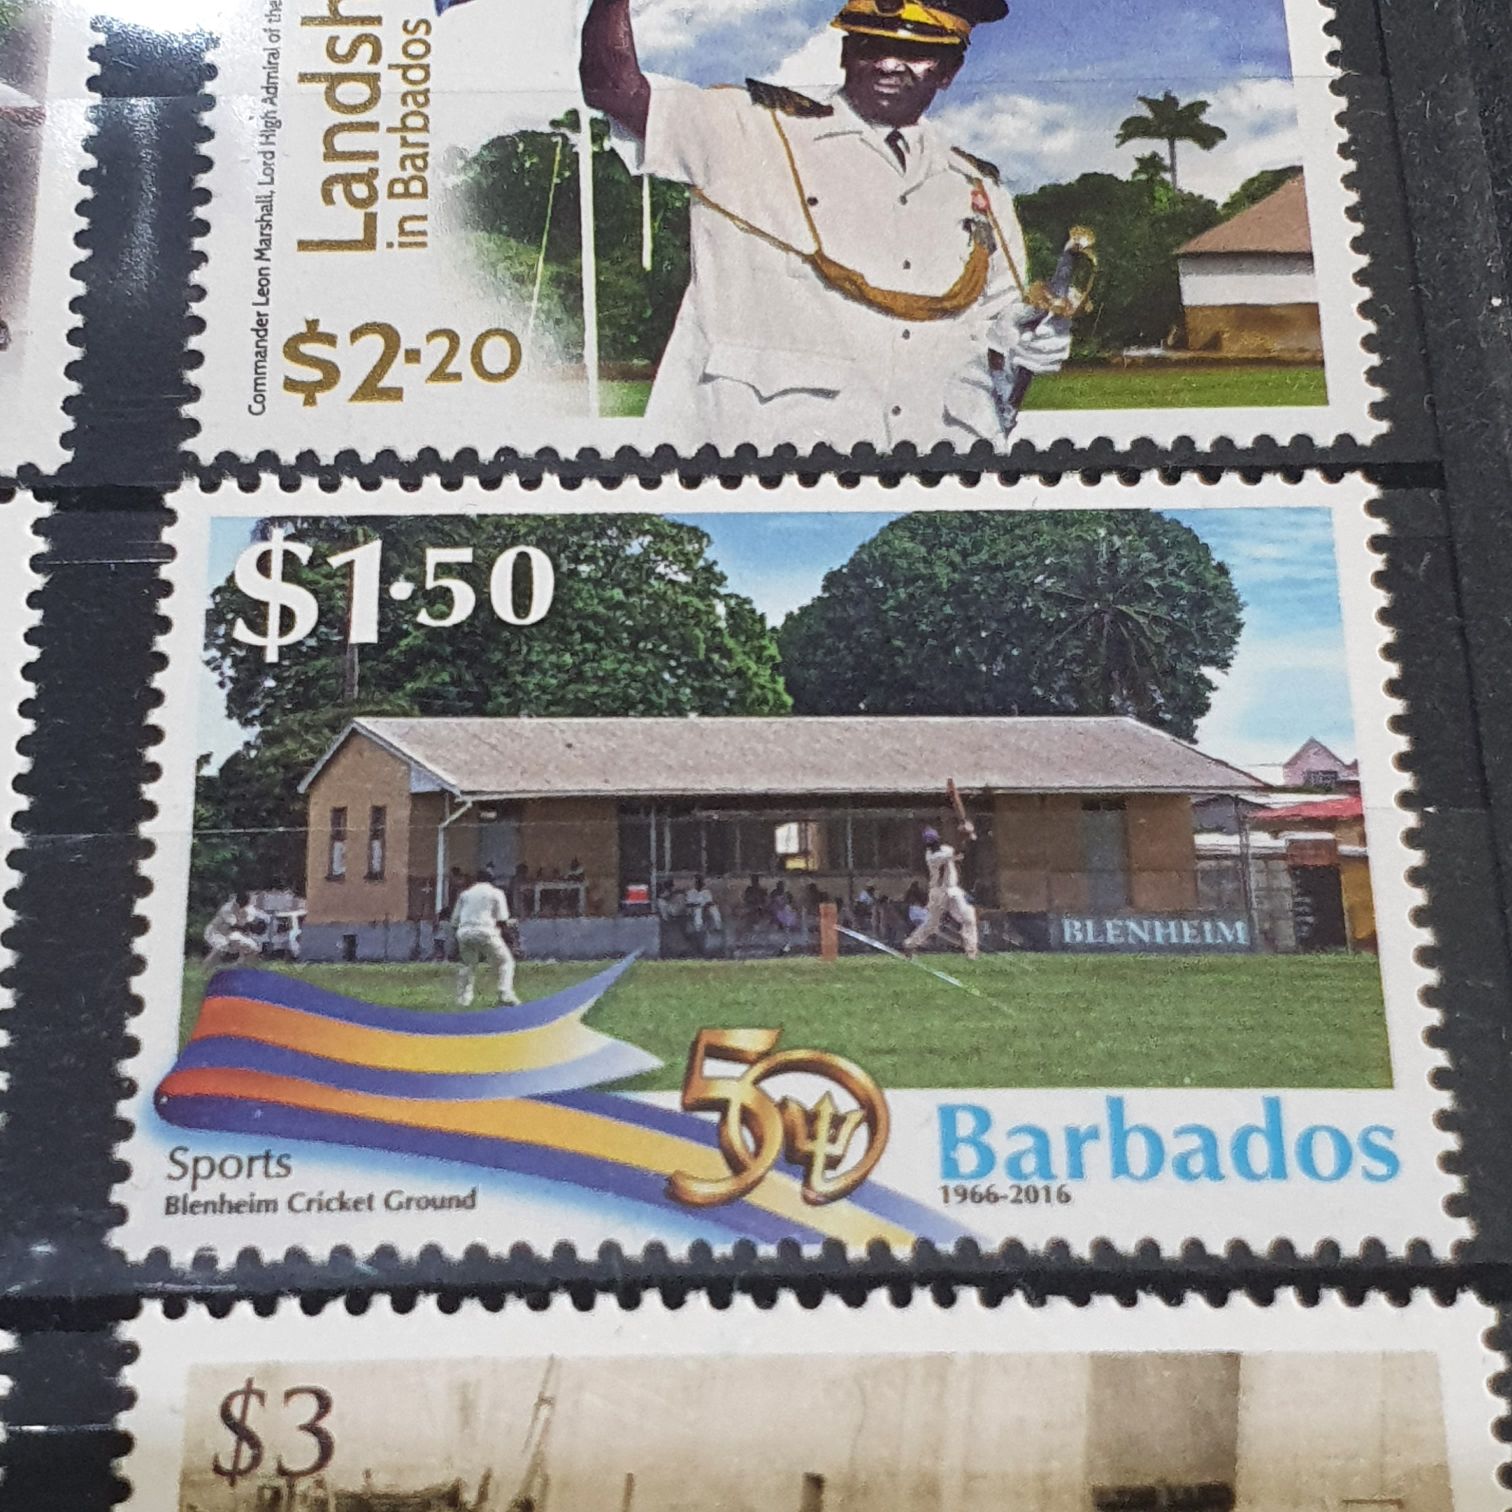 Commander Leon Marshall, Lord High Admiral of the
in Barbados
$2.20
$1.50
BLENHEIM
50
Sports
Blenheim Cricket Ground
Barbados
1966-2016
$3